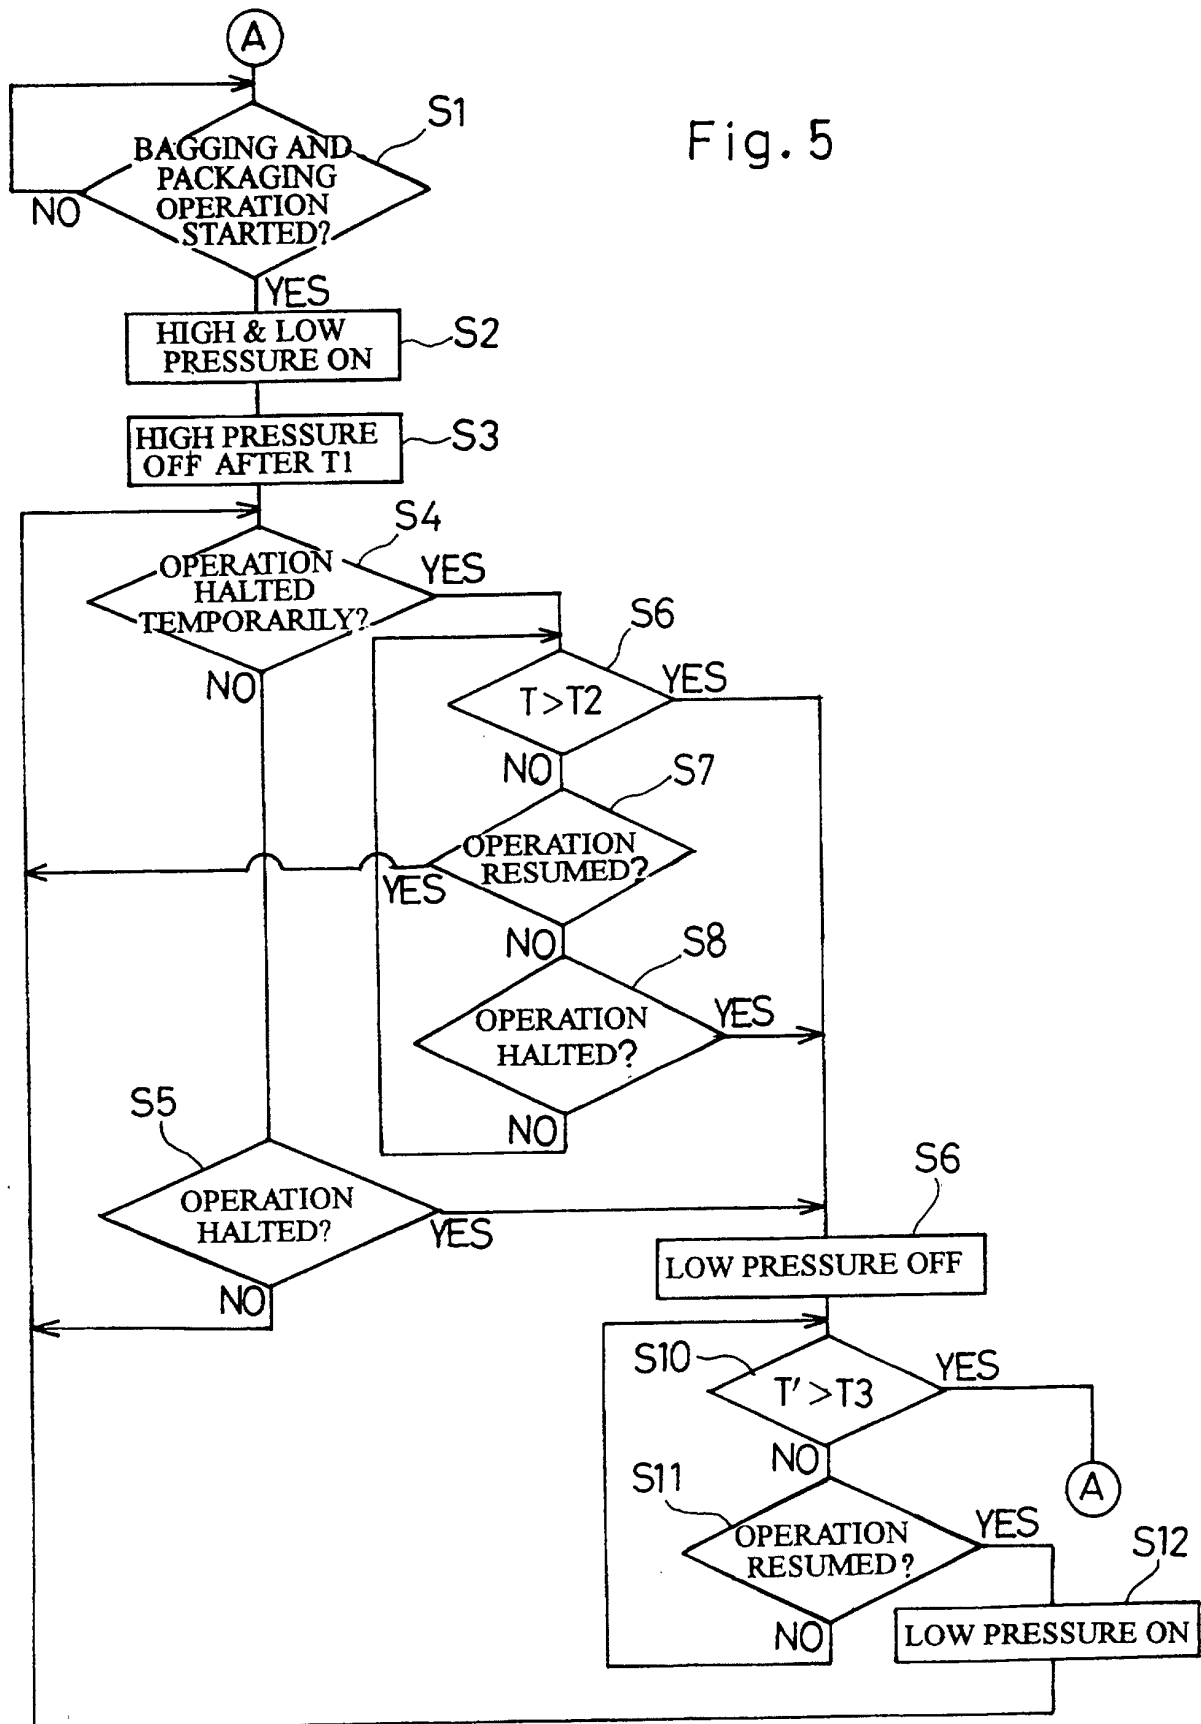 A
S1
Fig. 5
BAGGING AND
PACKAGING
OPERATION
STARTED?
NO
YES
HIGH & LOW
PRESSURE ON
S2
HIGH PRESSURE
OFF AFTER T1
S3
S4
OPERATION
HALTED
TEMPORARILY?
YES
NO
S6
T>T2
YES
NO
S7
OPERATION
RESUMED?
YES
NO
S8
OPERATION
HALTED?
YES
NO
S5
OPERATION
HALTED?
YES
NO
S6
LOW PRESSURE OFF
S10
T'>T3
YES
NO
A
S11
OPERATION
RESUMED?
YES
NO
S12
LOW PRESSURE ON